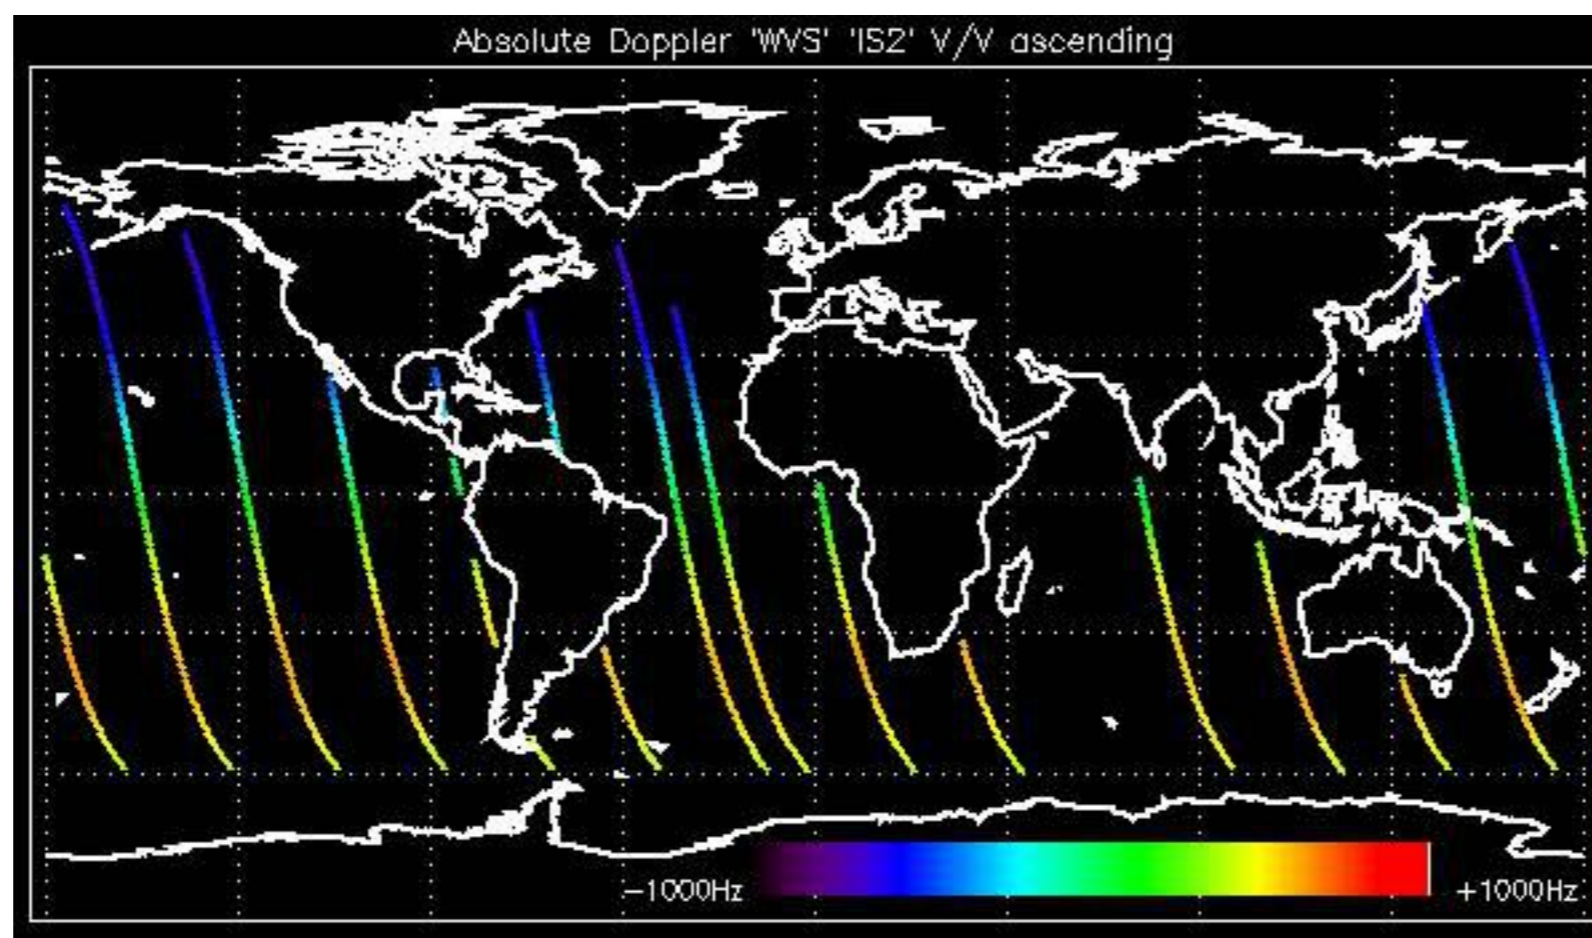 Absolute Doppler 'WVS' 'IS2' V/V ascending
-1000Hz
+1000Hz